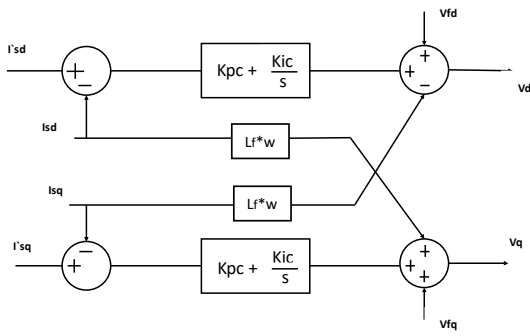 Vfd
I`sd
+
−
Kpc + Kic/s
+
+
−
Vd
Isd
Lf*w
Isq
Lf*w
I`sq
−
+
Kpc + Kic/s
+
+
+
Vq
Vfq